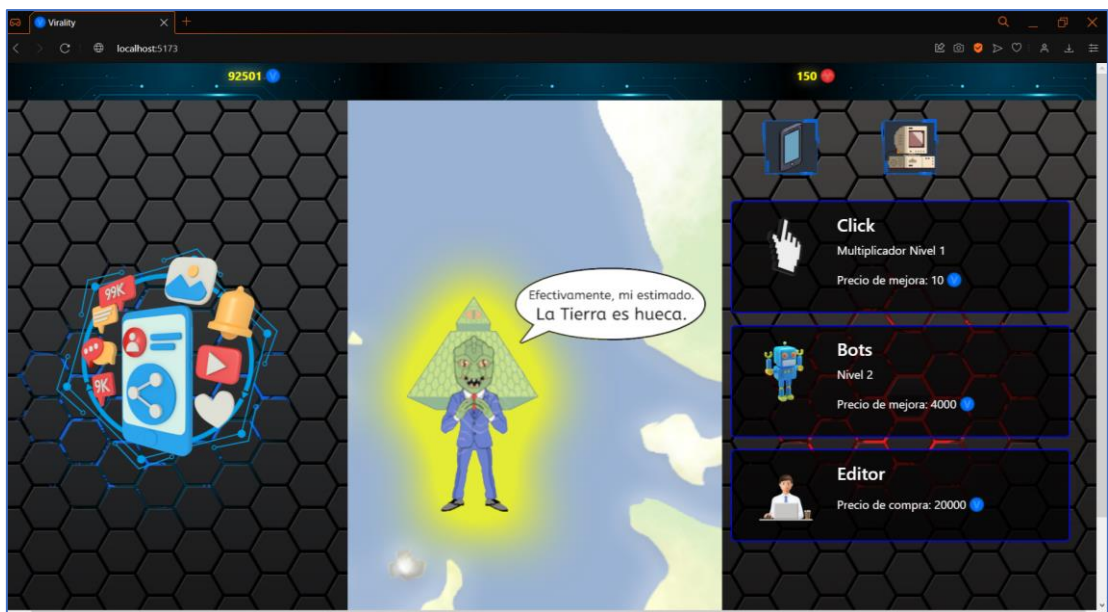 Virality
localhost:5173
92501
150
99K
9K
Efectivamente, mi estimado.
La Tierra es hueca.
Click
Multiplicador Nivel 1
Precio de mejora: 10
Bots
Nivel 2
Precio de mejora: 4000
Editor
Precio de compra: 20000